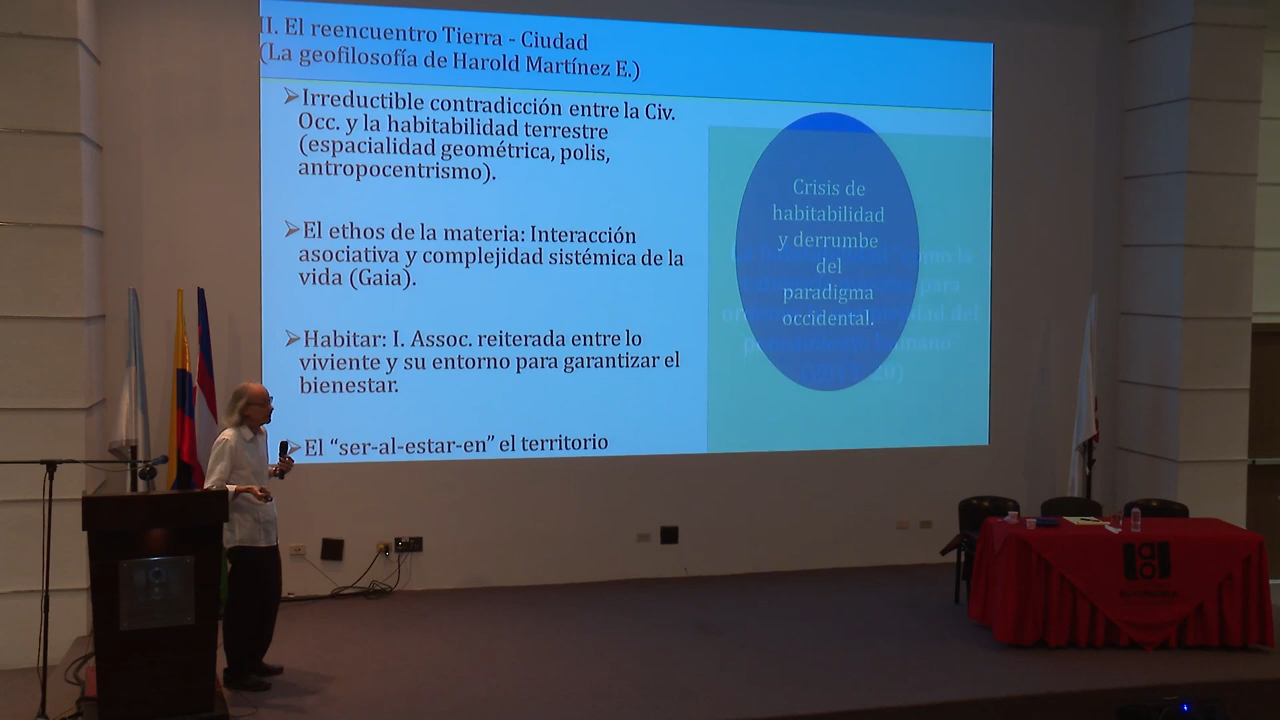 II. El reencuentro Tierra - Ciudad
(La geofilosofía de Harold Martínez E.)
➢Irreductible contradicción entre la Civ.
Occ. y la habitabilidad terrestre
(espacialidad geométrica, polis,
antropocentrismo).
➢El ethos de la materia: Interacción
asociativa y complejidad sistémica de la
vida (Gaia).
➢Habitar: I. Assoc. reiterada entre lo
viviente y su entorno para garantizar el
bienestar.
➢El “ser-al-estar-en” el territorio
Crisis de
habitabilidad
y derrumbe
del
paradigma
occidental.